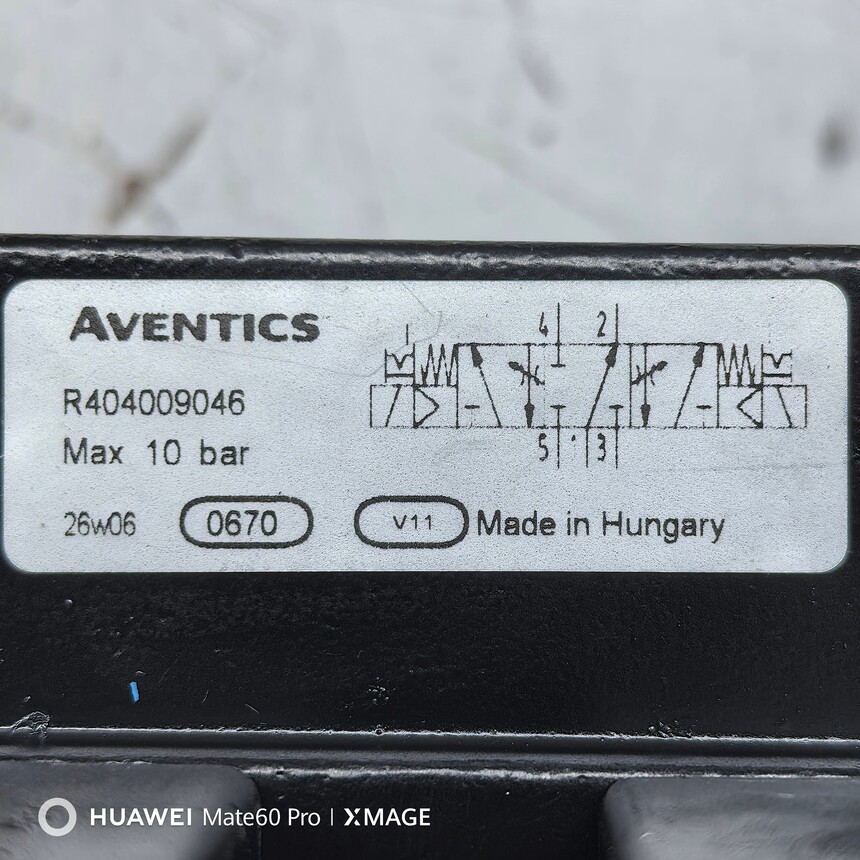 AVENTICS
R404009046
Max 10 bar
4 2
5 1 3
26w06 0670 V11 Made in Hungary
HUAWEI Mate60 Pro | XMAGE